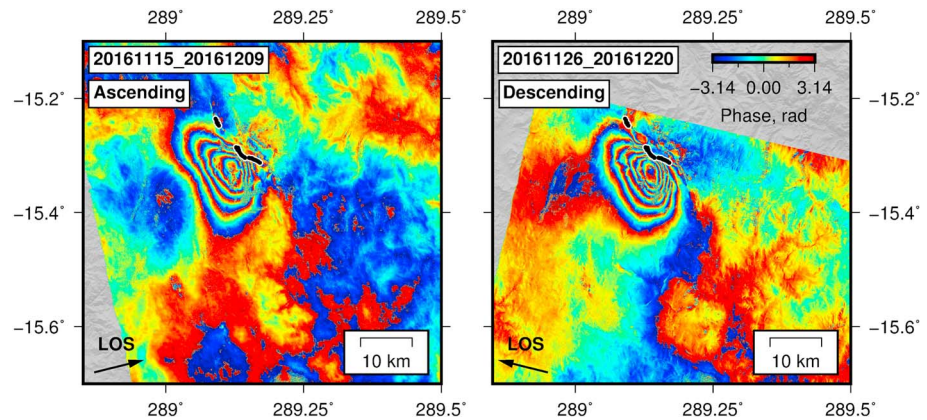 289˚ 289.25˚ 289.5˚ 289˚ 289.25˚ 289.5˚
20161115_20161209
Ascending
20161126_20161220
Descending
−3.14 0.00 3.14
Phase, rad
−15.2˚ −15.2˚
−15.4˚ −15.4˚
−15.6˚ −15.6˚
LOS
10 km
LOS
10 km
289˚ 289.25˚ 289.5˚ 289˚ 289.25˚ 289.5˚